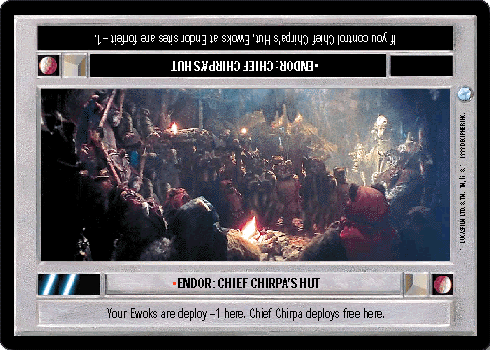 If you control Chief Chirpa's Hut, Ewoks at Endor sites are forfeit –1.
•ENDOR: CHIEF CHIRPA'S HUT
•ENDOR: CHIEF CHIRPA'S HUT
Your Ewoks are deploy –1 here. Chief Chirpa deploys free here.